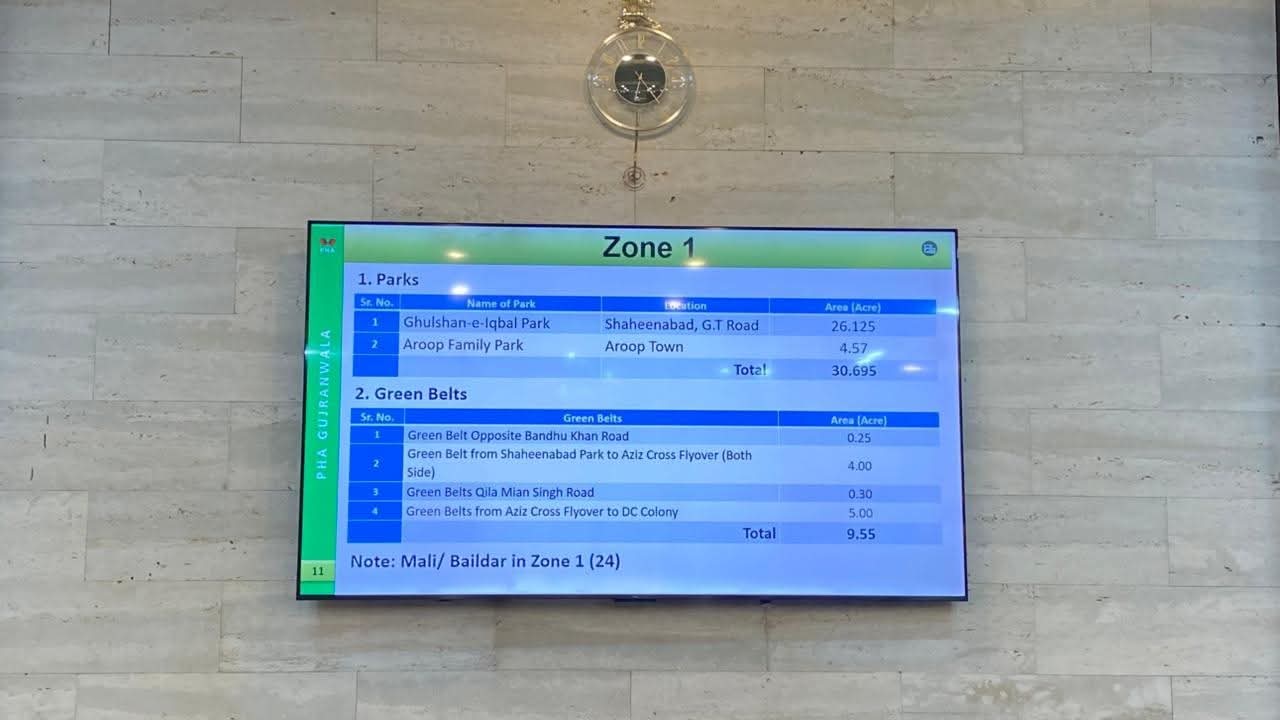 PHA
Zone 1
1. Parks
Sr. No. Name of Park Location Area (Acre)
1 Ghulshan-e-Iqbal Park Shaheenabad, G.T Road 26.125
2 Aroop Family Park Aroop Town 4.57
Total 30.695
2. Green Belts
Sr. No. Green Belts Area (Acre)
1 Green Belt Opposite Bandhu Khan Road 0.25
2 Green Belt from Shaheenabad Park to Aziz Cross Flyover (Both
Side) 4.00
3 Green Belts Qila Mian Singh Road 0.30
4 Green Belts from Aziz Cross Flyover to DC Colony 5.00
Total 9.55
Note: Mali/ Baildar in Zone 1 (24)
PHA GUJRANWALA
11